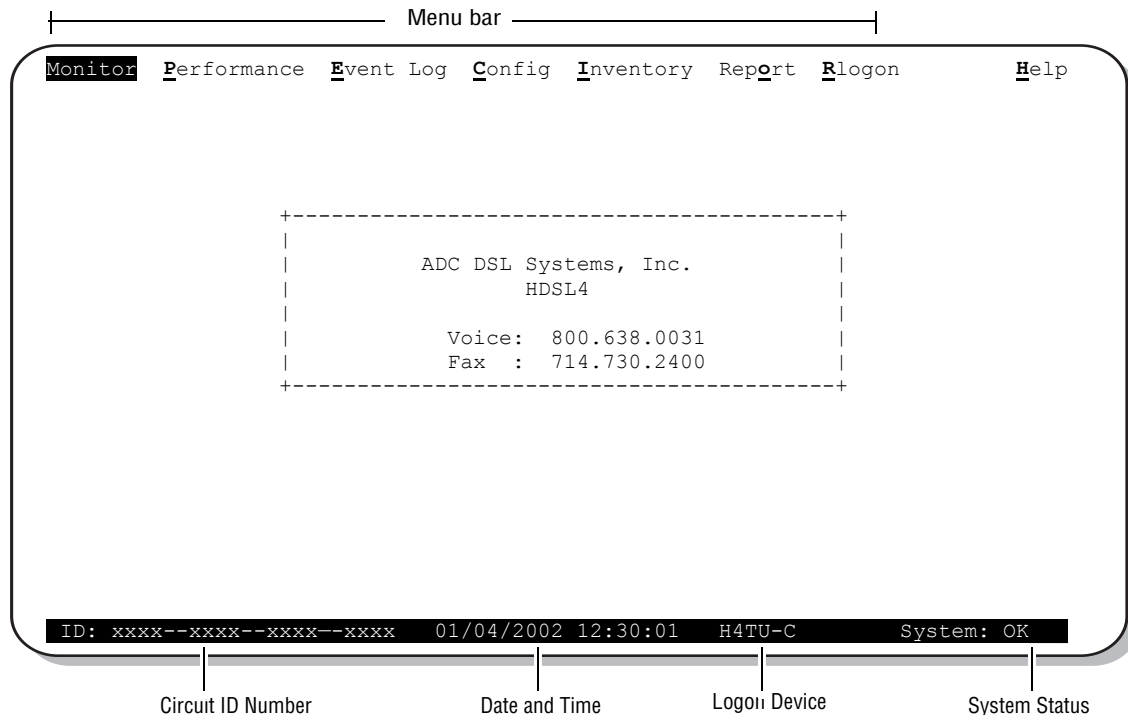 Menu bar
Monitor Performance Event Log Config Inventory Report Rlogon Help
ADC DSL Systems, Inc.
HDSL4
Voice: 800.638.0031
Fax : 714.730.2400
ID: xxxx--xxxx--xxxx--xxxx 01/04/2002 12:30:01 H4TU-C System: OK
Circuit ID Number Date and Time Logon Device System Status